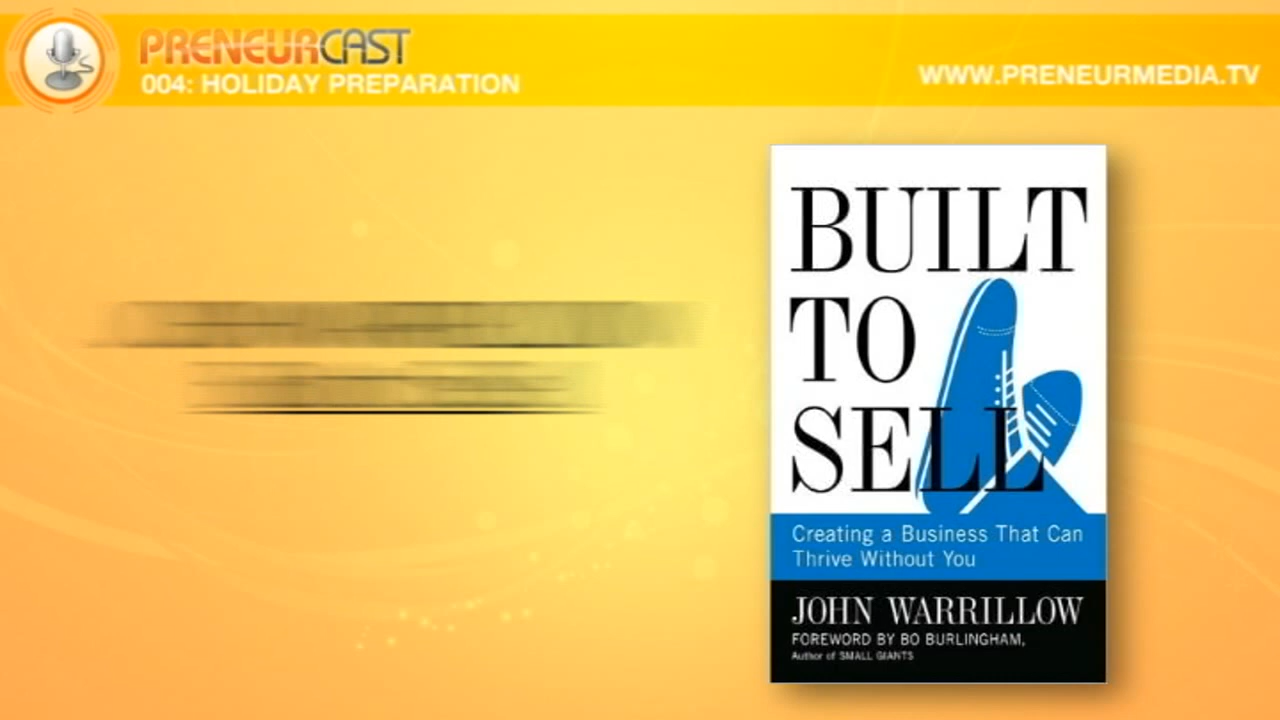 PRENEURCAST
004: HOLIDAY PREPARATION
WWW.PRENEURMEDIA.TV
BUILT
TO
SELL
Creating a Business That Can
Thrive Without You
JOHN WARRILLOW
FOREWORD BY BO BURLINGHAM,
Author of SMALL GIANTS